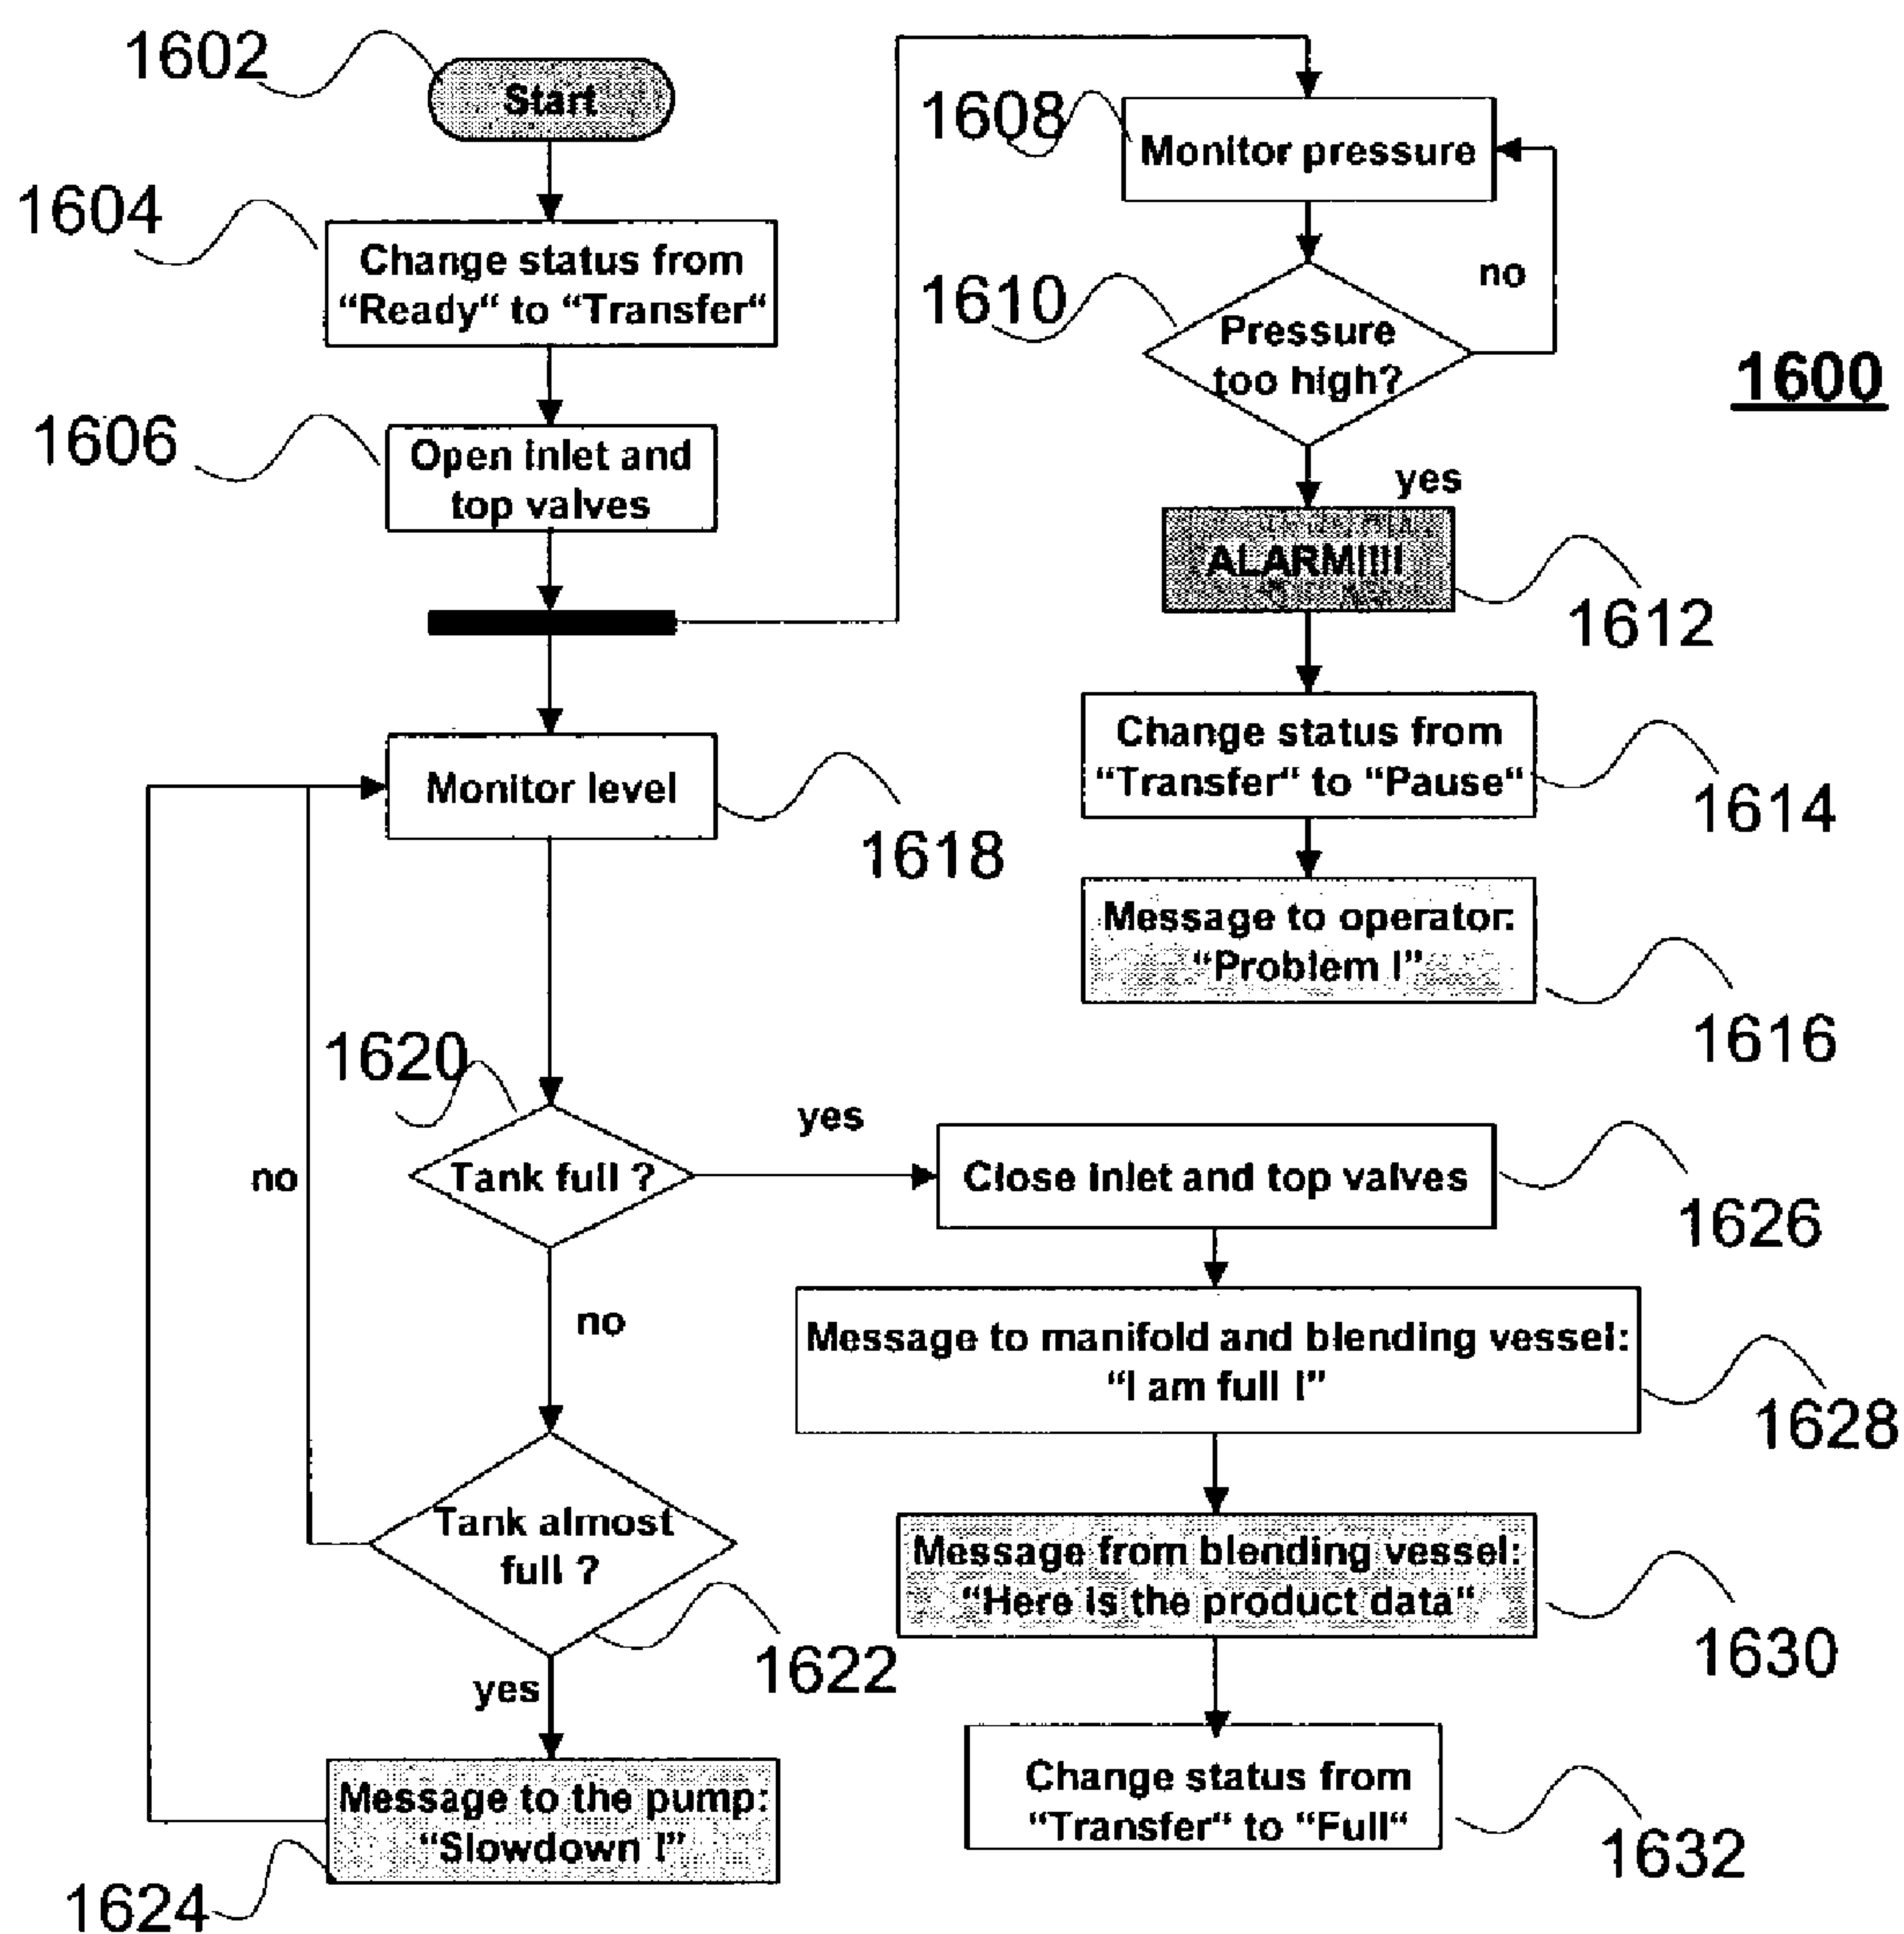 1602
Start
1604
Change status from
“Ready“ to “Transfer“
1606
Open inlet and
top valves
1608
Monitor pressure
1610
Pressure
too high?
no
yes
1600
ALARM!!!!
1612
Change status from
“Transfer“ to “Pause“
1614
Message to operator:
“Problem !”
1616
Monitor level
1618
1620
Tank full ?
yes
no
no
Tank almost
full ?
1622
yes
Message to the pump:
“Slowdown !”
1624
Close inlet and top valves
1626
Message to manifold and blending vessel:
“I am full !”
1628
Message from blending vessel:
“Here is the product data“
1630
Change status from
“Transfer“ to “Full“
1632